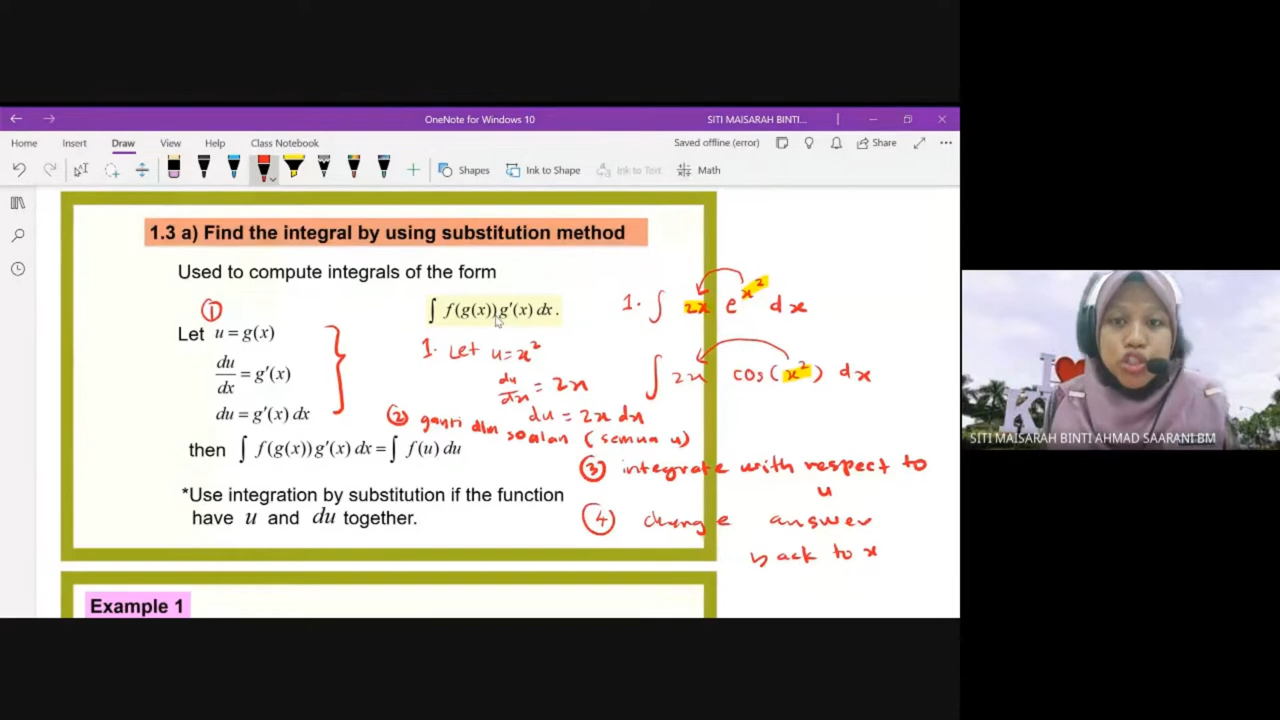 OneNote for Windows 10
SITI MAISARAH BINTI...
Home Insert Draw View Help Class Notebook
Saved offline (error)
Share
Shapes
Ink to Shape
Ink to Text
Math
1.3 a) Find the integral by using substitution method
Used to compute integrals of the form
∫ f(g(x))g′(x) dx.
①
Let u = g(x)
du/dx = g′(x)
du = g′(x) dx
then ∫ f(g(x))g′(x) dx = ∫ f(u) du
*Use integration by substitution if the function
have u and du together.
1. Let u = x²
du/dx = 2x
du = 2x dx
② ganti dlm soalan (semua u)
1. ∫ 2x e^x² dx
∫ 2x cos(x²) dx
③ integrate with respect to
u
④ change answer
back to x
Example 1
SITI MAISARAH BINTI AHMAD SAARANI BM